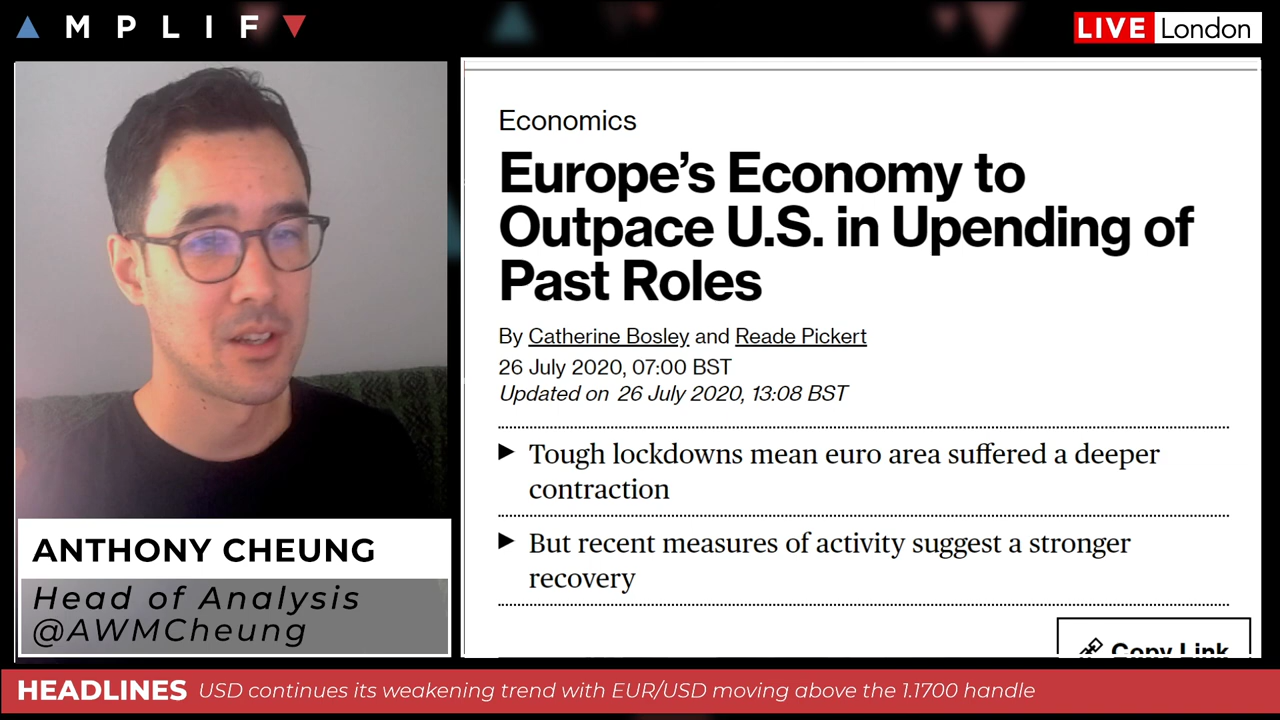 ▲ M P L I F ▼
LIVE London
Economics
Europe’s Economy to
Outpace U.S. in Upending of
Past Roles
By Catherine Bosley and Reade Pickert
26 July 2020, 07:00 BST
Updated on 26 July 2020, 13:08 BST
▶ Tough lockdowns mean euro area suffered a deeper
contraction
▶ But recent measures of activity suggest a stronger
recovery
Copy Link
ANTHONY CHEUNG
Head of Analysis
@AWMCheung
HEADLINES USD continues its weakening trend with EUR/USD moving above the 1.1700 handle